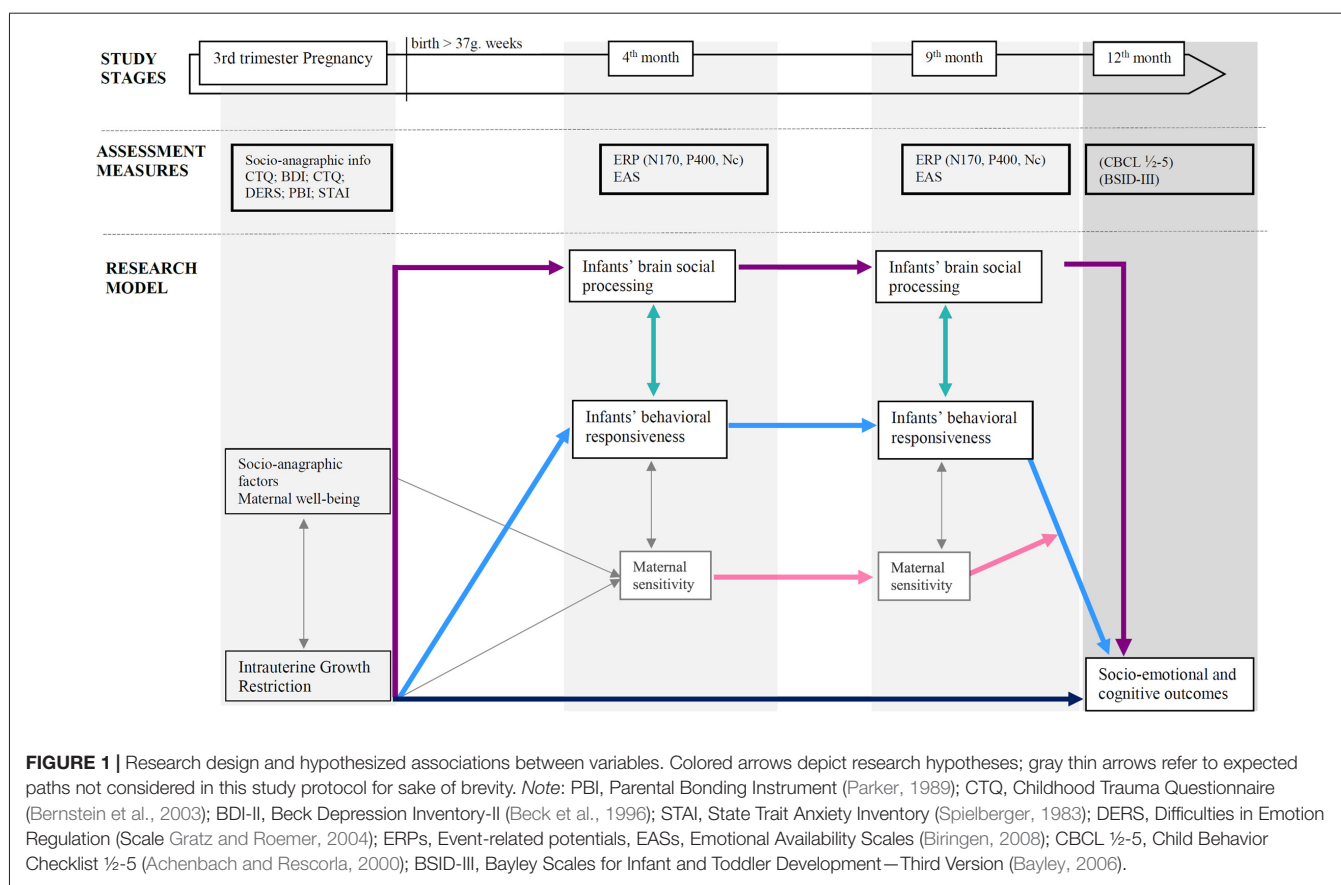 birth > 37g. weeks
STUDY
STAGES
3rd trimester Pregnancy
4th month
9th month
12th month
ASSESSMENT
MEASURES
Socio-anagraphic info
CTQ; BDI; CTQ;
DERS; PBI; STAI
ERP (N170, P400, Nc)
EAS
ERP (N170, P400, Nc)
EAS
(CBCL ½-5)
(BSID-III)
RESEARCH
MODEL
Infants’ brain social
processing
Infants’ brain social
processing
Infants’ behavioral
responsiveness
Infants’ behavioral
responsiveness
Socio-anagraphic
factors
Maternal well-being
Maternal
sensitivity
Maternal
sensitivity
Intrauterine Growth
Restriction
Socio-emotional and
cognitive outcomes
FIGURE 1 | Research design and hypothesized associations between variables. Colored arrows depict research hypotheses; gray thin arrows refer to expected
paths not considered in this study protocol for sake of brevity. Note: PBI, Parental Bonding Instrument (Parker, 1989); CTQ, Childhood Trauma Questionnaire
(Bernstein et al., 2003); BDI-II, Beck Depression Inventory-II (Beck et al., 1996); STAI, State Trait Anxiety Inventory (Spielberger, 1983); DERS, Difficulties in Emotion
Regulation (Scale Gratz and Roemer, 2004); ERPs, Event-related potentials, EASs, Emotional Availability Scales (Biringen, 2008); CBCL ½-5, Child Behavior
Checklist ½-5 (Achenbach and Rescorla, 2000); BSID-III, Bayley Scales for Infant and Toddler Development—Third Version (Bayley, 2006).